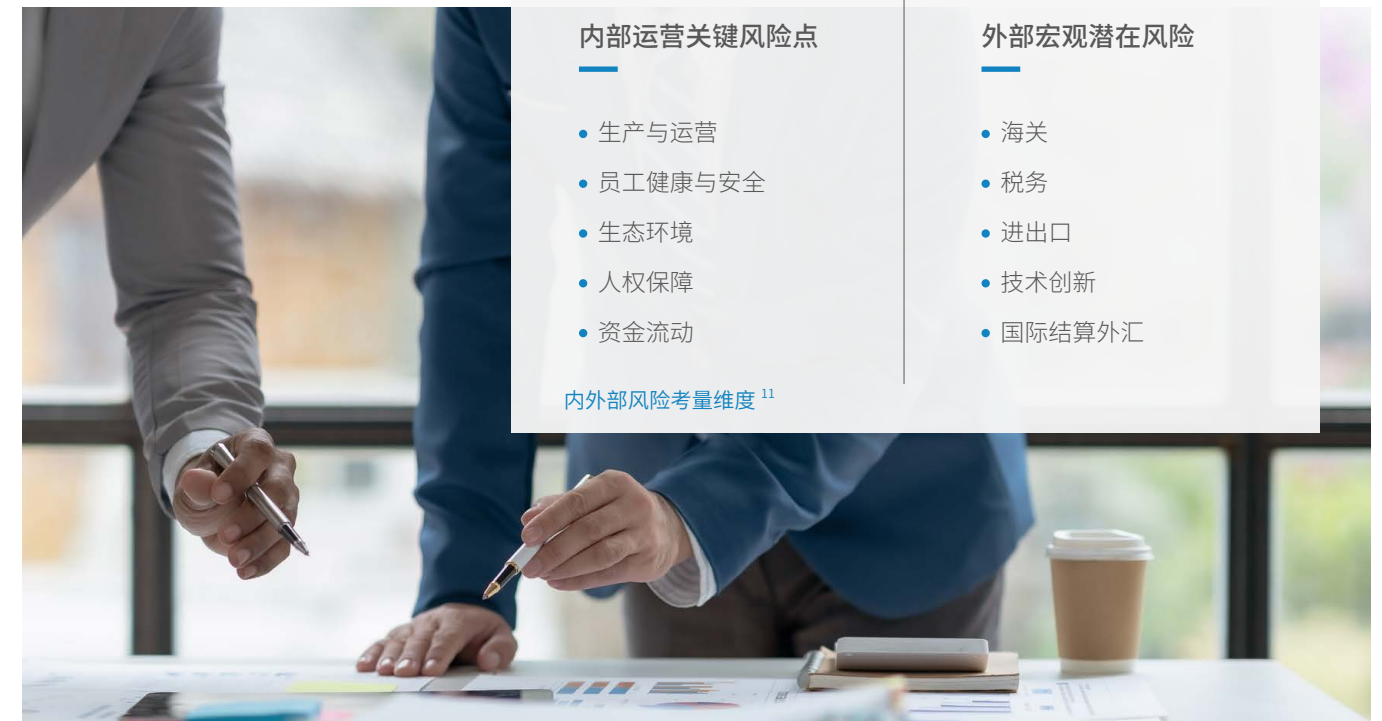 内部运营关键风险点
• 生产与运营
• 员工健康与安全
• 生态环境
• 人权保障
• 资金流动
外部宏观潜在风险
• 海关
• 税务
• 进出口
• 技术创新
• 国际结算外汇
内外部风险考量维度 11